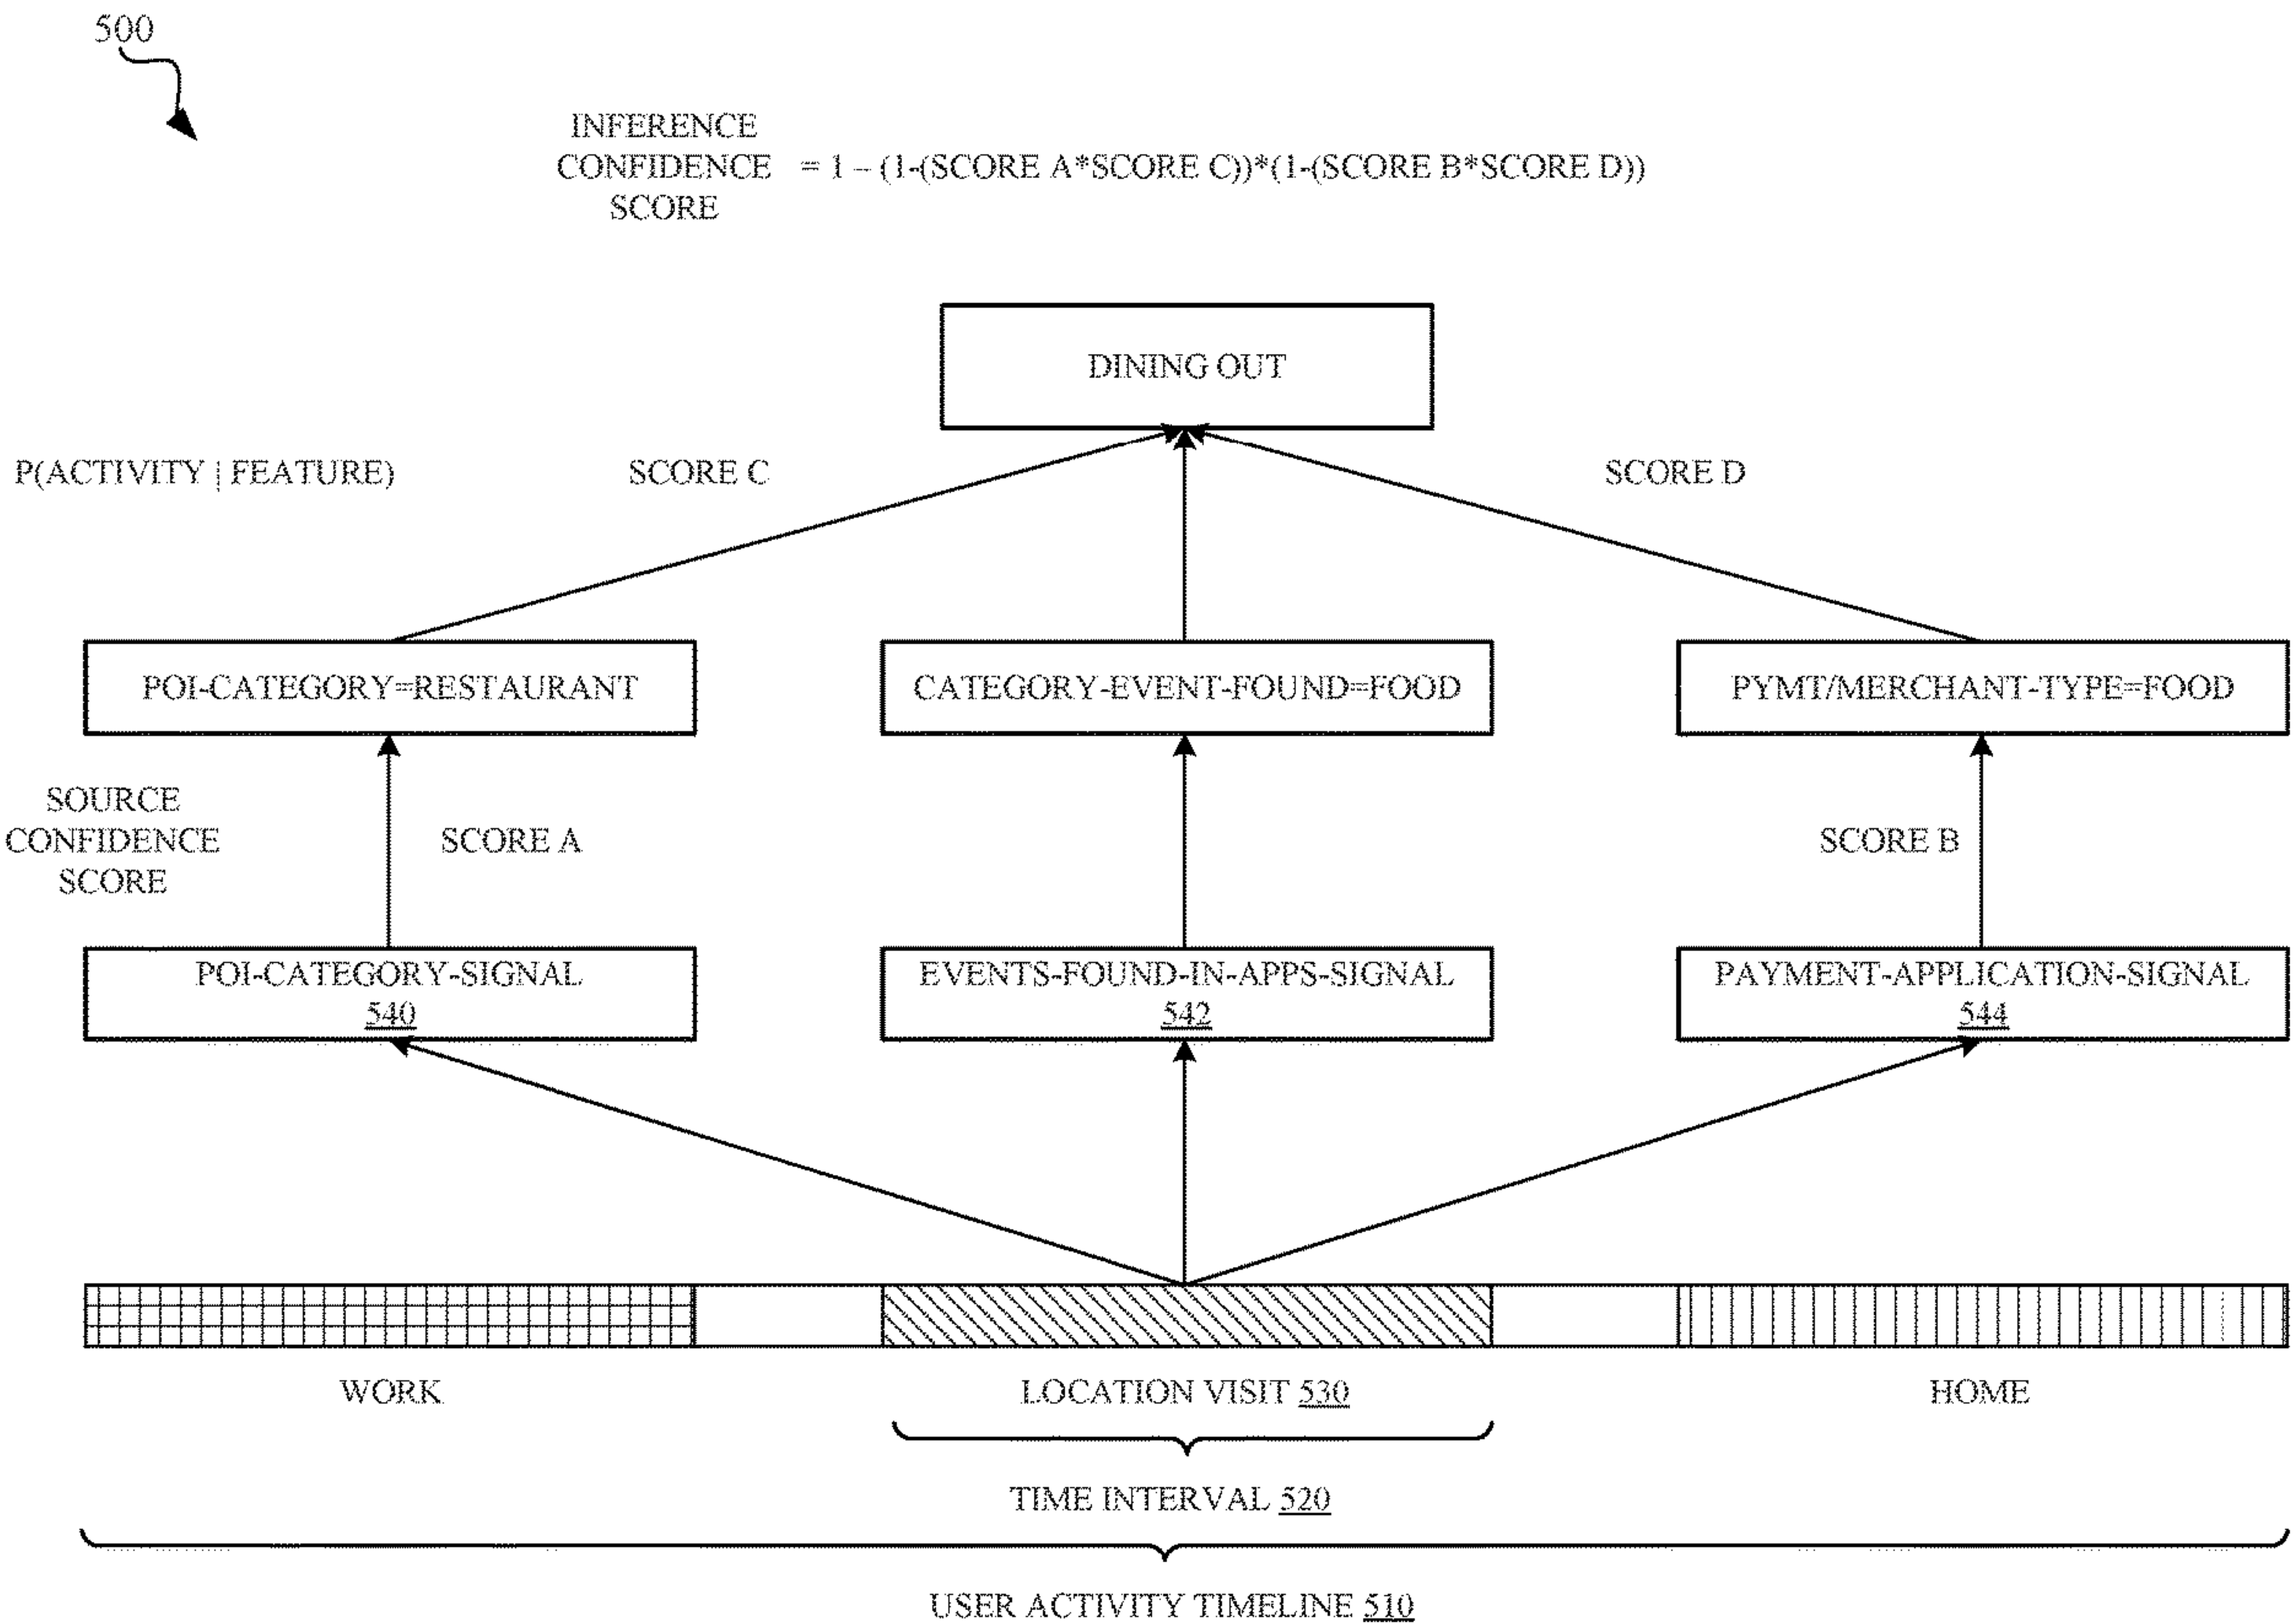 500
INFERENCE
CONFIDENCE = 1 – (1-(SCORE A*SCORE C))*(1-(SCORE B*SCORE D))
SCORE
DINING OUT
P(ACTIVITY | FEATURE)
SCORE C
SCORE D
POI-CATEGORY=RESTAURANT
CATEGORY-EVENT-FOUND=FOOD
PYMT/MERCHANT-TYPE=FOOD
SOURCE
CONFIDENCE
SCORE
SCORE A
SCORE B
POI-CATEGORY-SIGNAL
540
EVENTS-FOUND-IN-APPS-SIGNAL
542
PAYMENT-APPLICATION-SIGNAL
544
WORK
LOCATION VISIT 530
HOME
TIME INTERVAL 520
USER ACTIVITY TIMELINE 510